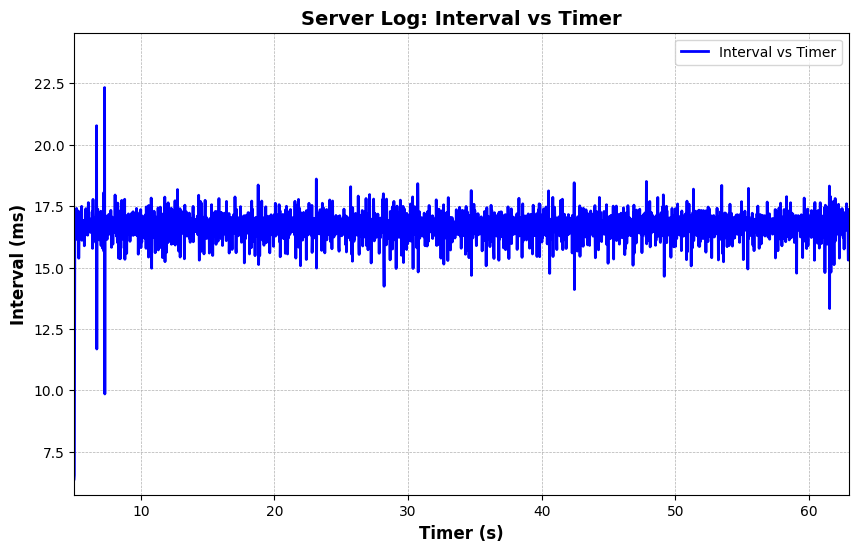 Server Log: Interval vs Timer
Interval vs Timer
22.5
20.0
17.5
15.0
12.5
10.0
7.5
Interval (ms)
10 20 30 40 50 60
Timer (s)